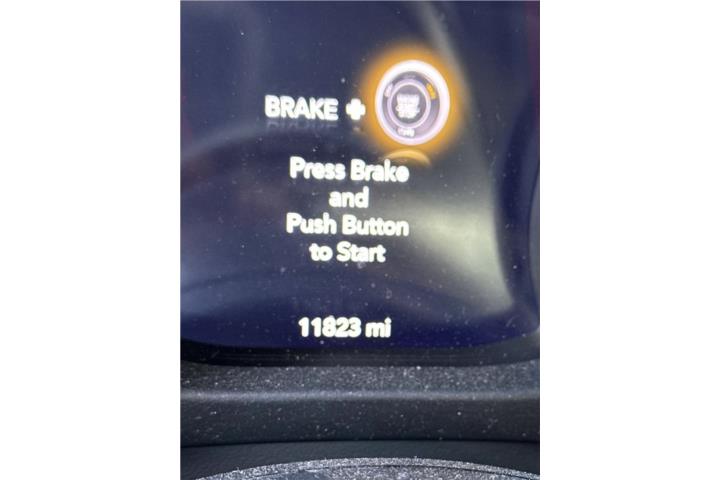 BRAKE +
Press Brake
and
Push Button
to Start
11823 mi